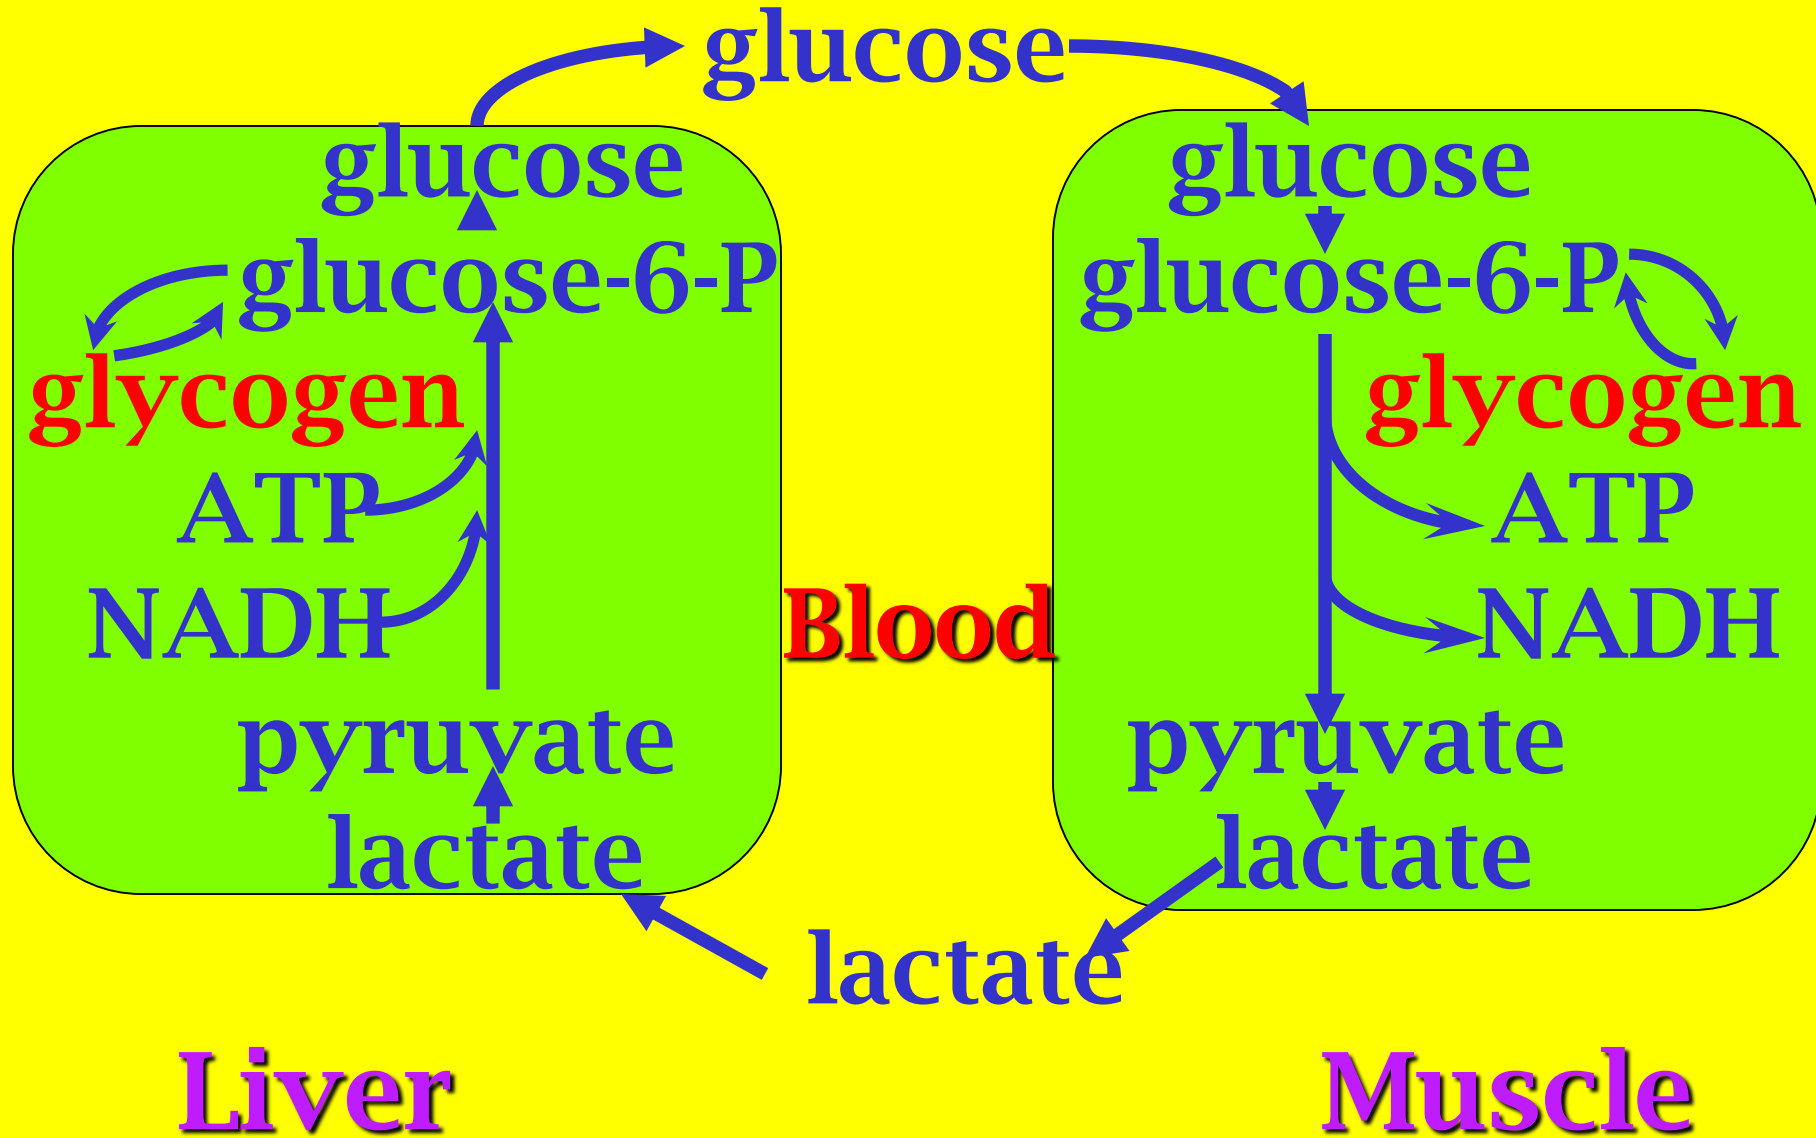 glucose
glucose
glucose-6-P
glycogen
ATP
NADH
pyruvate
lactate
Blood
glucose
glucose-6-P
glycogen
ATP
NADH
pyruvate
lactate
lactate
Liver
Muscle